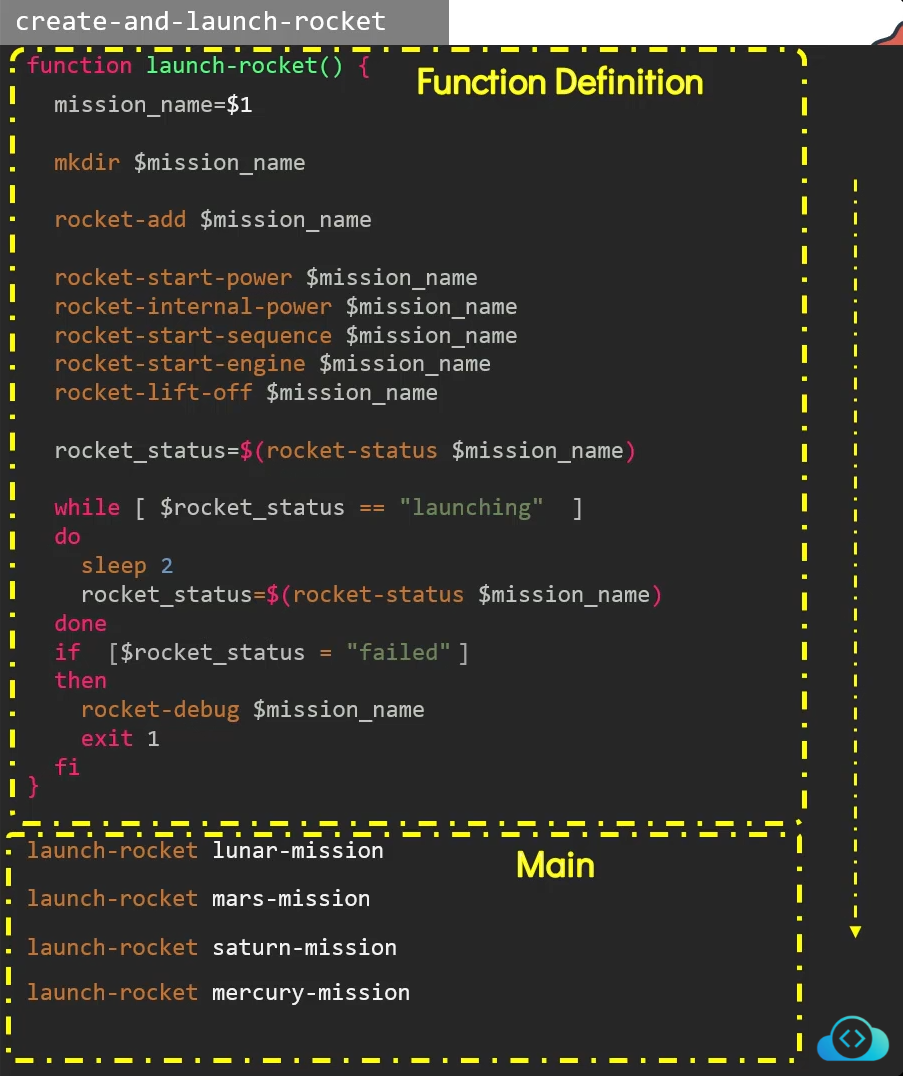 create-and-launch-rocket
function launch-rocket() {
Function Definition
mission_name=$1
mkdir $mission_name
rocket-add $mission_name
rocket-start-power $mission_name
rocket-internal-power $mission_name
rocket-start-sequence $mission_name
rocket-start-engine $mission_name
rocket-lift-off $mission_name
rocket_status=$(rocket-status $mission_name)
while [ $rocket_status == "launching" ]
do
sleep 2
rocket_status=$(rocket-status $mission_name)
done
if [$rocket_status = "failed" ]
then
rocket-debug $mission_name
exit 1
fi
}
launch-rocket lunar-mission
Main
launch-rocket mars-mission
launch-rocket saturn-mission
launch-rocket mercury-mission